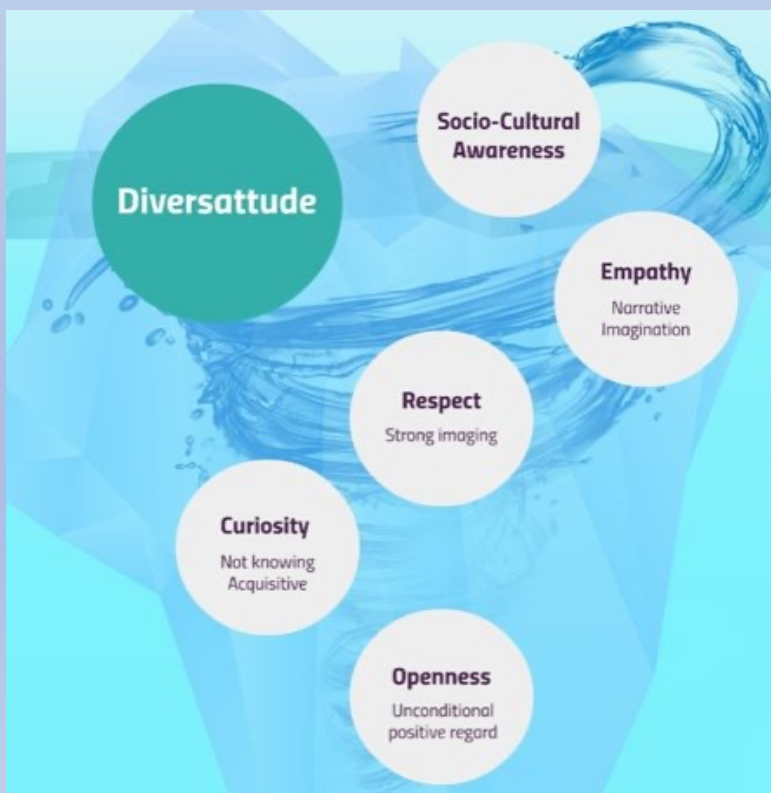 Diversattude
Socio-Cultural
Awareness
Empathy
Narrative
Imagination
Respect
Strong imaging
Curiosity
Not knowing
Acquisitive
Openness
Unconditional
positive regard